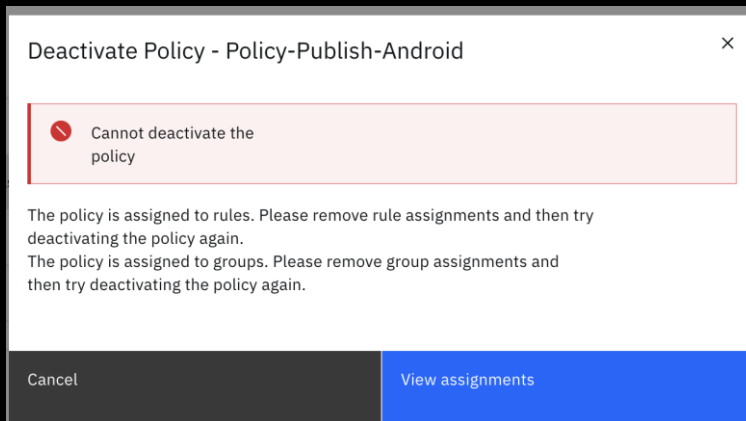 Deactivate Policy - Policy-Publish-Android
Cannot deactivate the
policy
The policy is assigned to rules. Please remove rule assignments and then try
deactivating the policy again.
The policy is assigned to groups. Please remove group assignments and
then try deactivating the policy again.
Cancel
View assignments